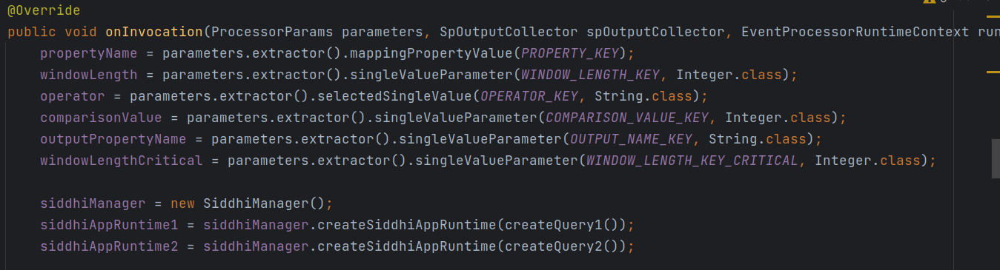 @Override
public void onInvocation(ProcessorParams parameters, SpOutputCollector spOutputCollector, EventProcessorRuntimeContext run
propertyName = parameters.extractor().mappingPropertyValue(PROPERTY_KEY);
windowLength = parameters.extractor().singleValueParameter(WINDOW_LENGTH_KEY, Integer.class);
operator = parameters.extractor().selectedSingleValue(OPERATOR_KEY, String.class);
comparisonValue = parameters.extractor().singleValueParameter(COMPARISON_VALUE_KEY, Integer.class);
outputPropertyName = parameters.extractor().singleValueParameter(OUTPUT_NAME_KEY, String.class);
windowLengthCritical = parameters.extractor().singleValueParameter(WINDOW_LENGTH_KEY_CRITICAL, Integer.class);
siddhiManager = new SiddhiManager();
siddhiAppRuntime1 = siddhiManager.createSiddhiAppRuntime(createQuery1());
siddhiAppRuntime2 = siddhiManager.createSiddhiAppRuntime(createQuery2());